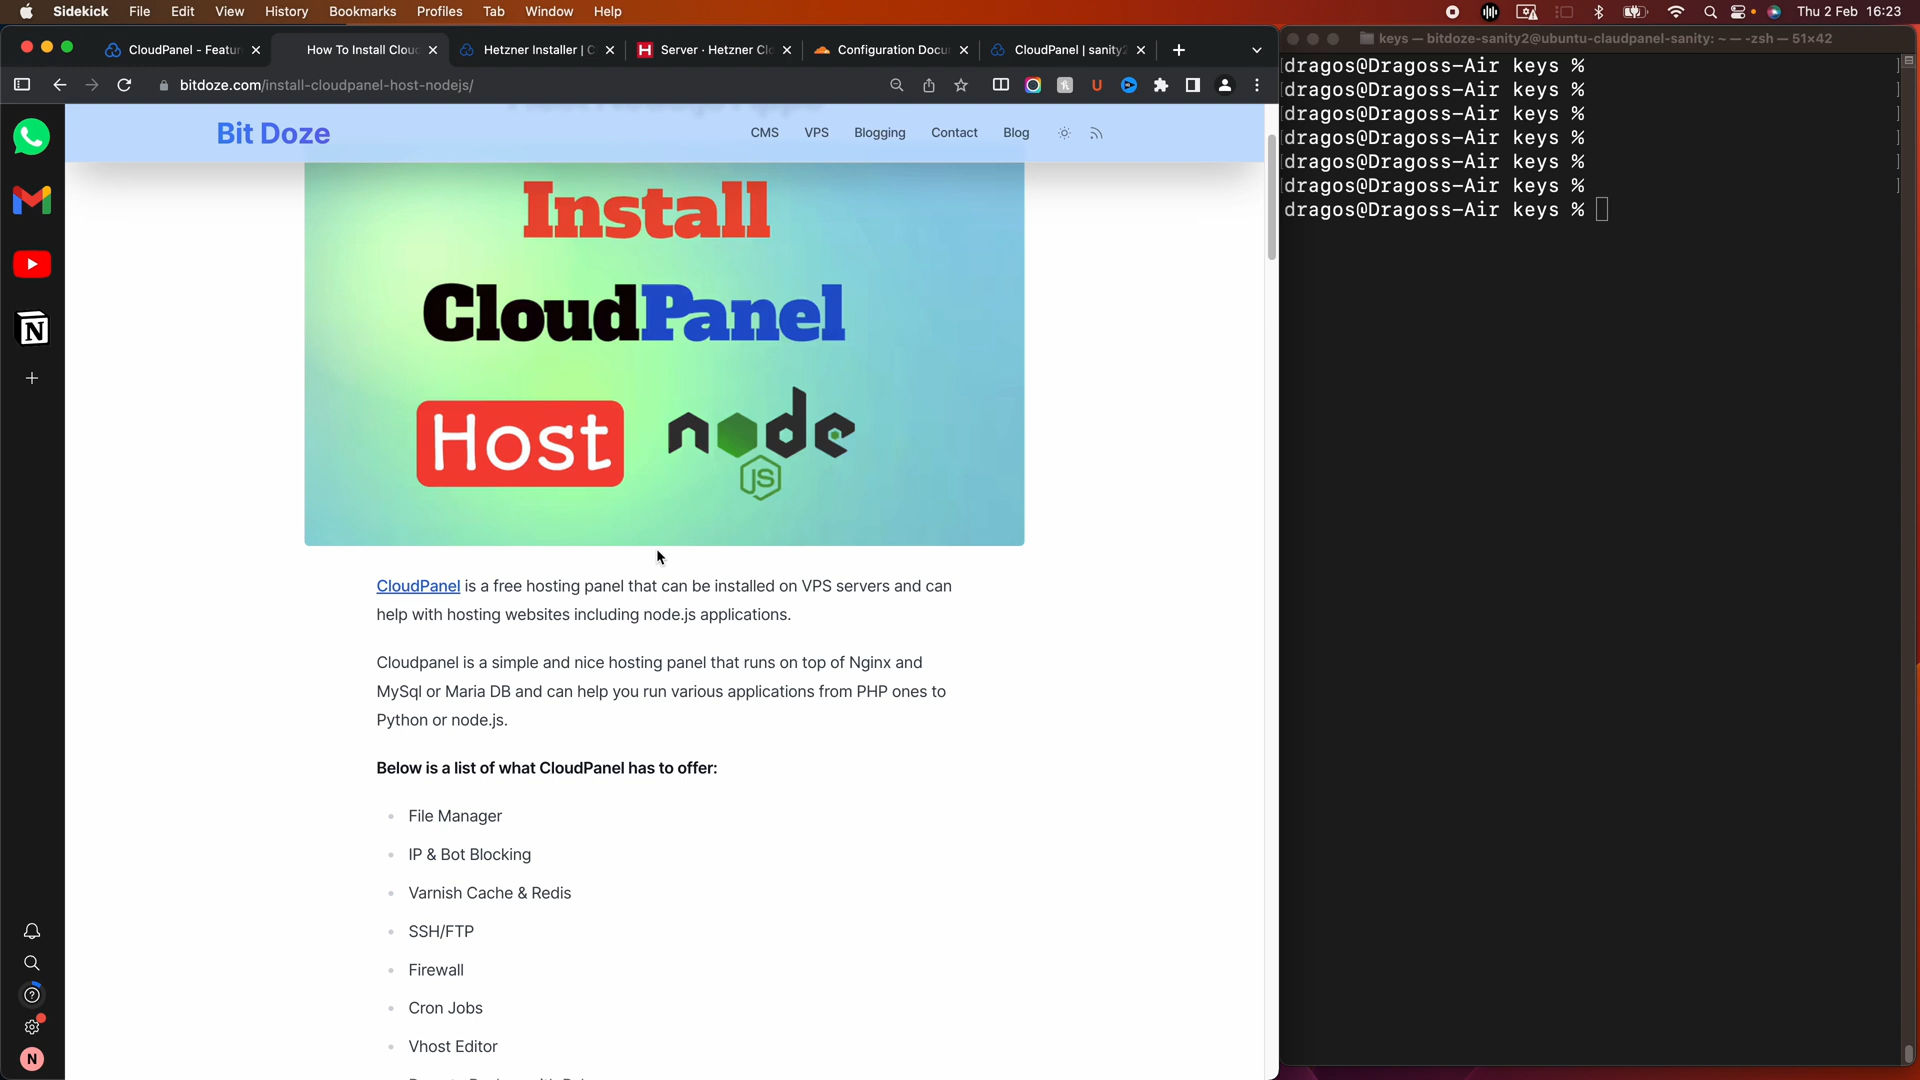 Sidekick File Edit View History Bookmarks Profiles Tab Window Help Thu 2 Feb 16:23
CloudPanel - Featur How To Install Clou Hetzner Installer | C Server · Hetzner Cl Configuration Docu CloudPanel | sanity2
bitdoze.com/install-cloudpanel-host-nodejs/
Bit Doze CMS VPS Blogging Contact Blog
Install
CloudPanel
Host node
JS
CloudPanel is a free hosting panel that can be installed on VPS servers and can
help with hosting websites including node.js applications.
Cloudpanel is a simple and nice hosting panel that runs on top of Nginx and
MySql or Maria DB and can help you run various applications from PHP ones to
Python or node.js.
Below is a list of what CloudPanel has to offer:
File Manager
IP & Bot Blocking
Varnish Cache & Redis
SSH/FTP
Firewall
Cron Jobs
Vhost Editor
N
keys — bitdoze-sanity2@ubuntu-claudpanel-sanity: ~ — -zsh — 51×42
[dragos@Dragoss-Air keys % ]
[dragos@Dragoss-Air keys % ]
[dragos@Dragoss-Air keys % ]
[dragos@Dragoss-Air keys % ]
[dragos@Dragoss-Air keys % ]
[dragos@Dragoss-Air keys % ]
dragos@Dragoss-Air keys %